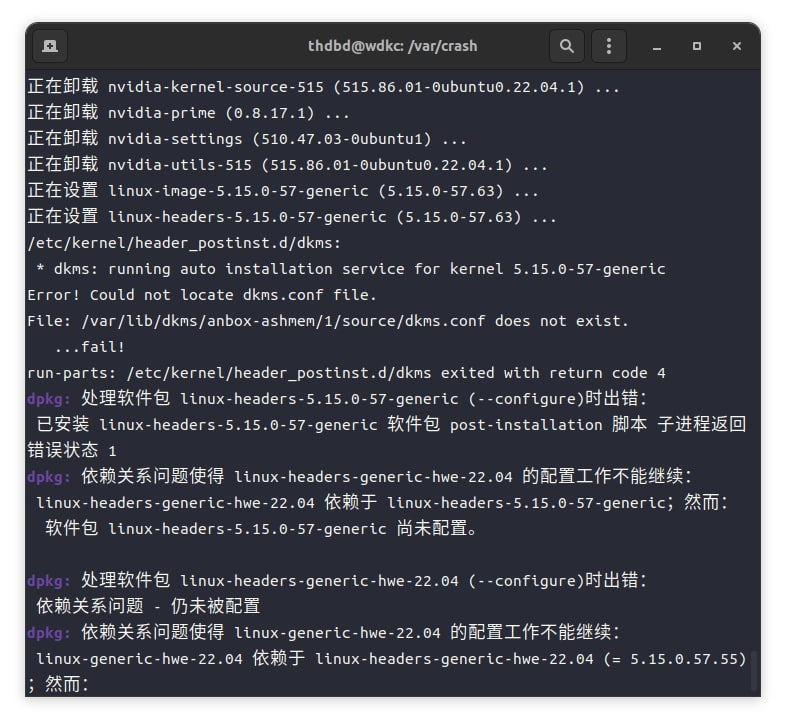 thdbd@wdkc: /var/crash
正在卸载 nvidia-kernel-source-515 (515.86.01-0ubuntu0.22.04.1) ...
正在卸载 nvidia-prime (0.8.17.1) ...
正在卸载 nvidia-settings (510.47.03-0ubuntu1) ...
正在卸载 nvidia-utils-515 (515.86.01-0ubuntu0.22.04.1) ...
正在设置 linux-image-5.15.0-57-generic (5.15.0-57.63) ...
正在设置 linux-headers-5.15.0-57-generic (5.15.0-57.63) ...
/etc/kernel/header_postinst.d/dkms:
 * dkms: running auto installation service for kernel 5.15.0-57-generic
Error! Could not locate dkms.conf file.
File: /var/lib/dkms/anbox-ashmem/1/source/dkms.conf does not exist.
   ...fail!
run-parts: /etc/kernel/header_postinst.d/dkms exited with return code 4
dpkg: 处理软件包 linux-headers-5.15.0-57-generic (--configure)时出错：
 已安装 linux-headers-5.15.0-57-generic 软件包 post-installation 脚本 子进程返回
错误状态 1
dpkg: 依赖关系问题使得 linux-headers-generic-hwe-22.04 的配置工作不能继续：
 linux-headers-generic-hwe-22.04 依赖于 linux-headers-5.15.0-57-generic；然而：
  软件包 linux-headers-5.15.0-57-generic 尚未配置。
dpkg: 处理软件包 linux-headers-generic-hwe-22.04 (--configure)时出错：
 依赖关系问题 - 仍未被配置
dpkg: 依赖关系问题使得 linux-generic-hwe-22.04 的配置工作不能继续：
 linux-generic-hwe-22.04 依赖于 linux-headers-generic-hwe-22.04 (= 5.15.0.57.55)
；然而：